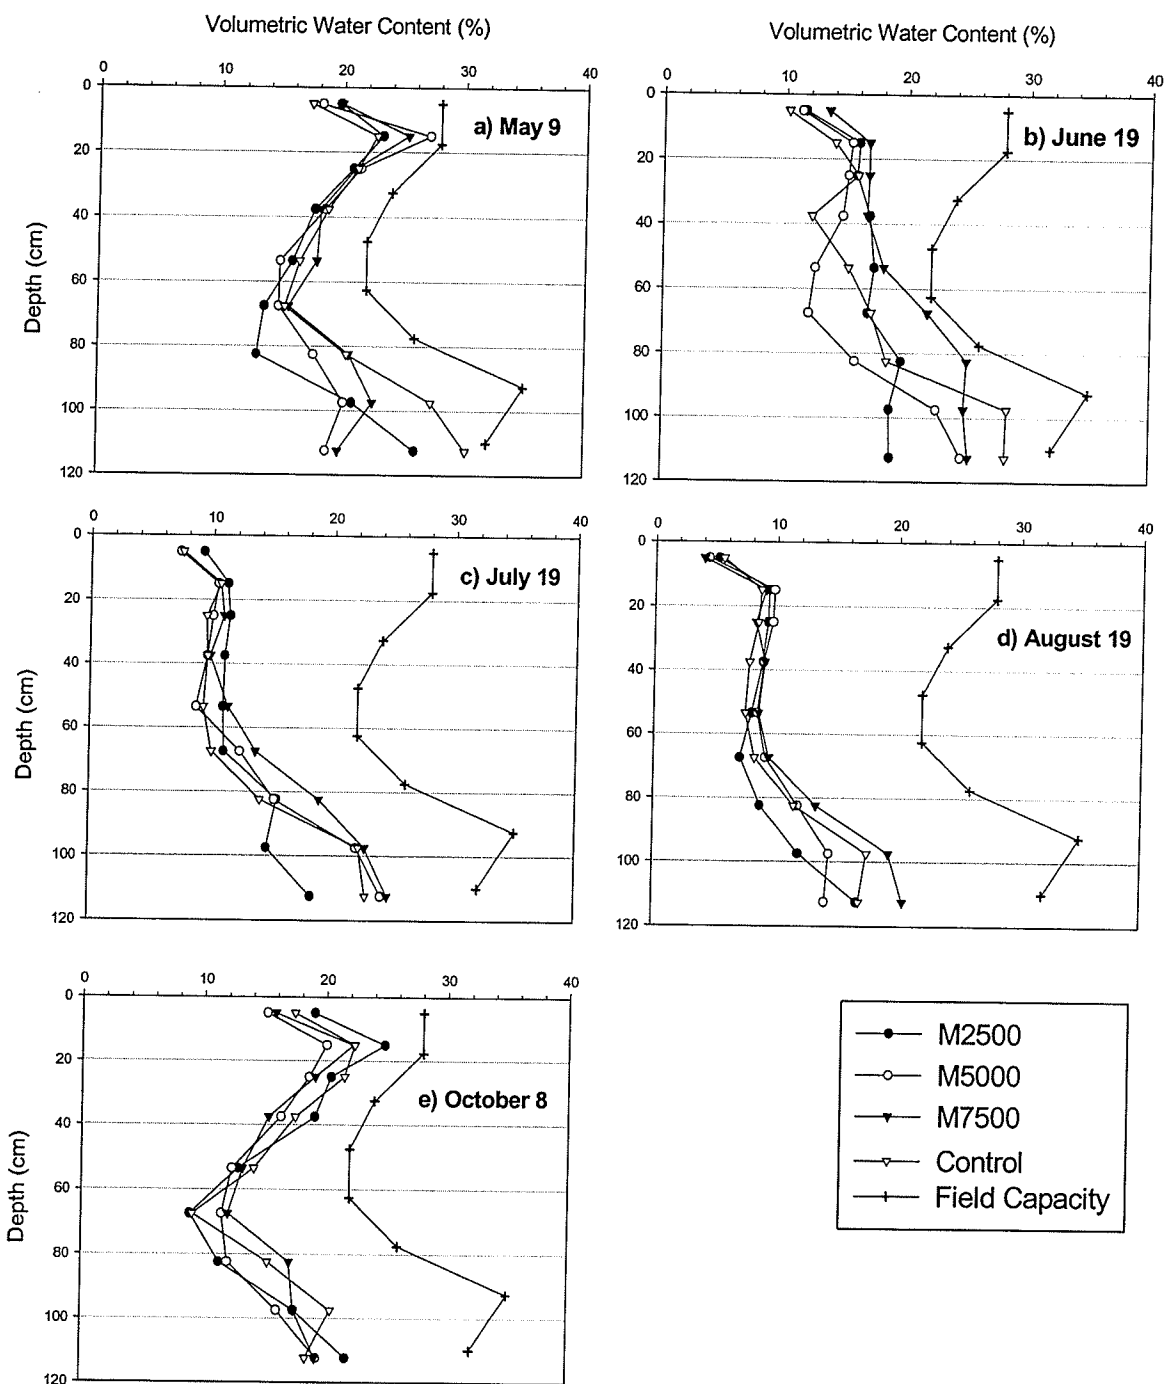 Volumetric Water Content (%)
0 10 20 30 40
0
20
40
60
80
100
120
Depth (cm)
a) May 9
Volumetric Water Content (%)
0 10 20 30 40
0
20
40
60
80
100
120
b) June 19
0 10 20 30 40
0
20
40
60
80
100
120
Depth (cm)
c) July 19
0 10 20 30 40
0
20
40
60
80
100
120
d) August 19
0 10 20 30 40
0
20
40
60
80
100
120
Depth (cm)
e) October 8
M2500
M5000
M7500
Control
Field Capacity